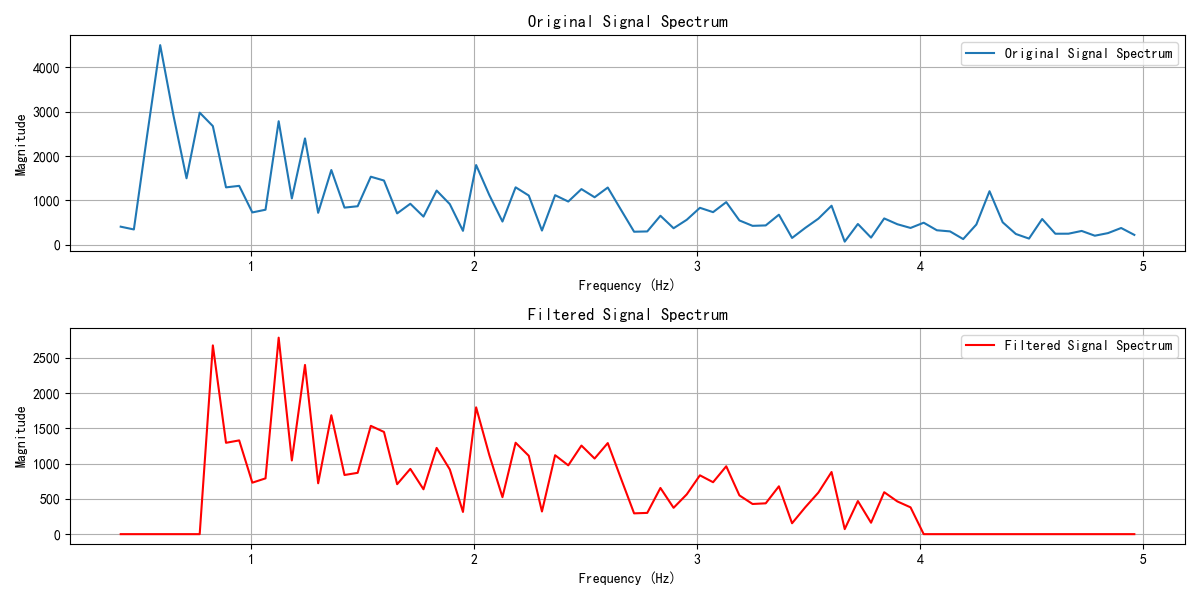 Original Signal Spectrum
Original Signal Spectrum
Magnitude
4000
3000
2000
1000
0
1 2 3 4 5
Frequency (Hz)
Filtered Signal Spectrum
Filtered Signal Spectrum
Magnitude
2500
2000
1500
1000
500
0
1 2 3 4 5
Frequency (Hz)